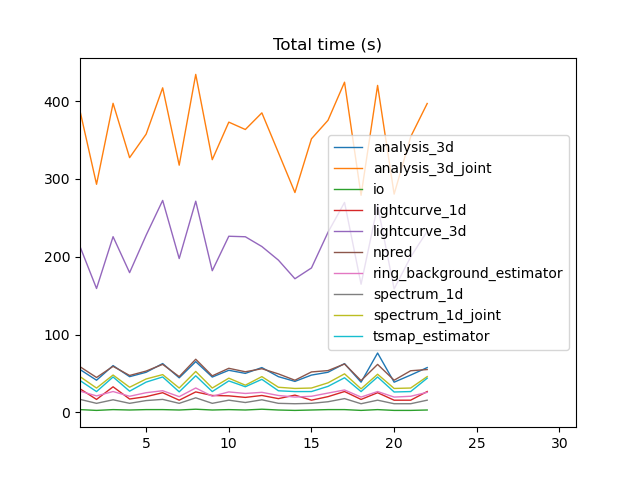 Total time (s)
400
300
200
100
0
analysis_3d
analysis_3d_joint
io
lightcurve_1d
lightcurve_3d
npred
ring_background_estimator
spectrum_1d
spectrum_1d_joint
tsmap_estimator
5 10 15 20 25 30